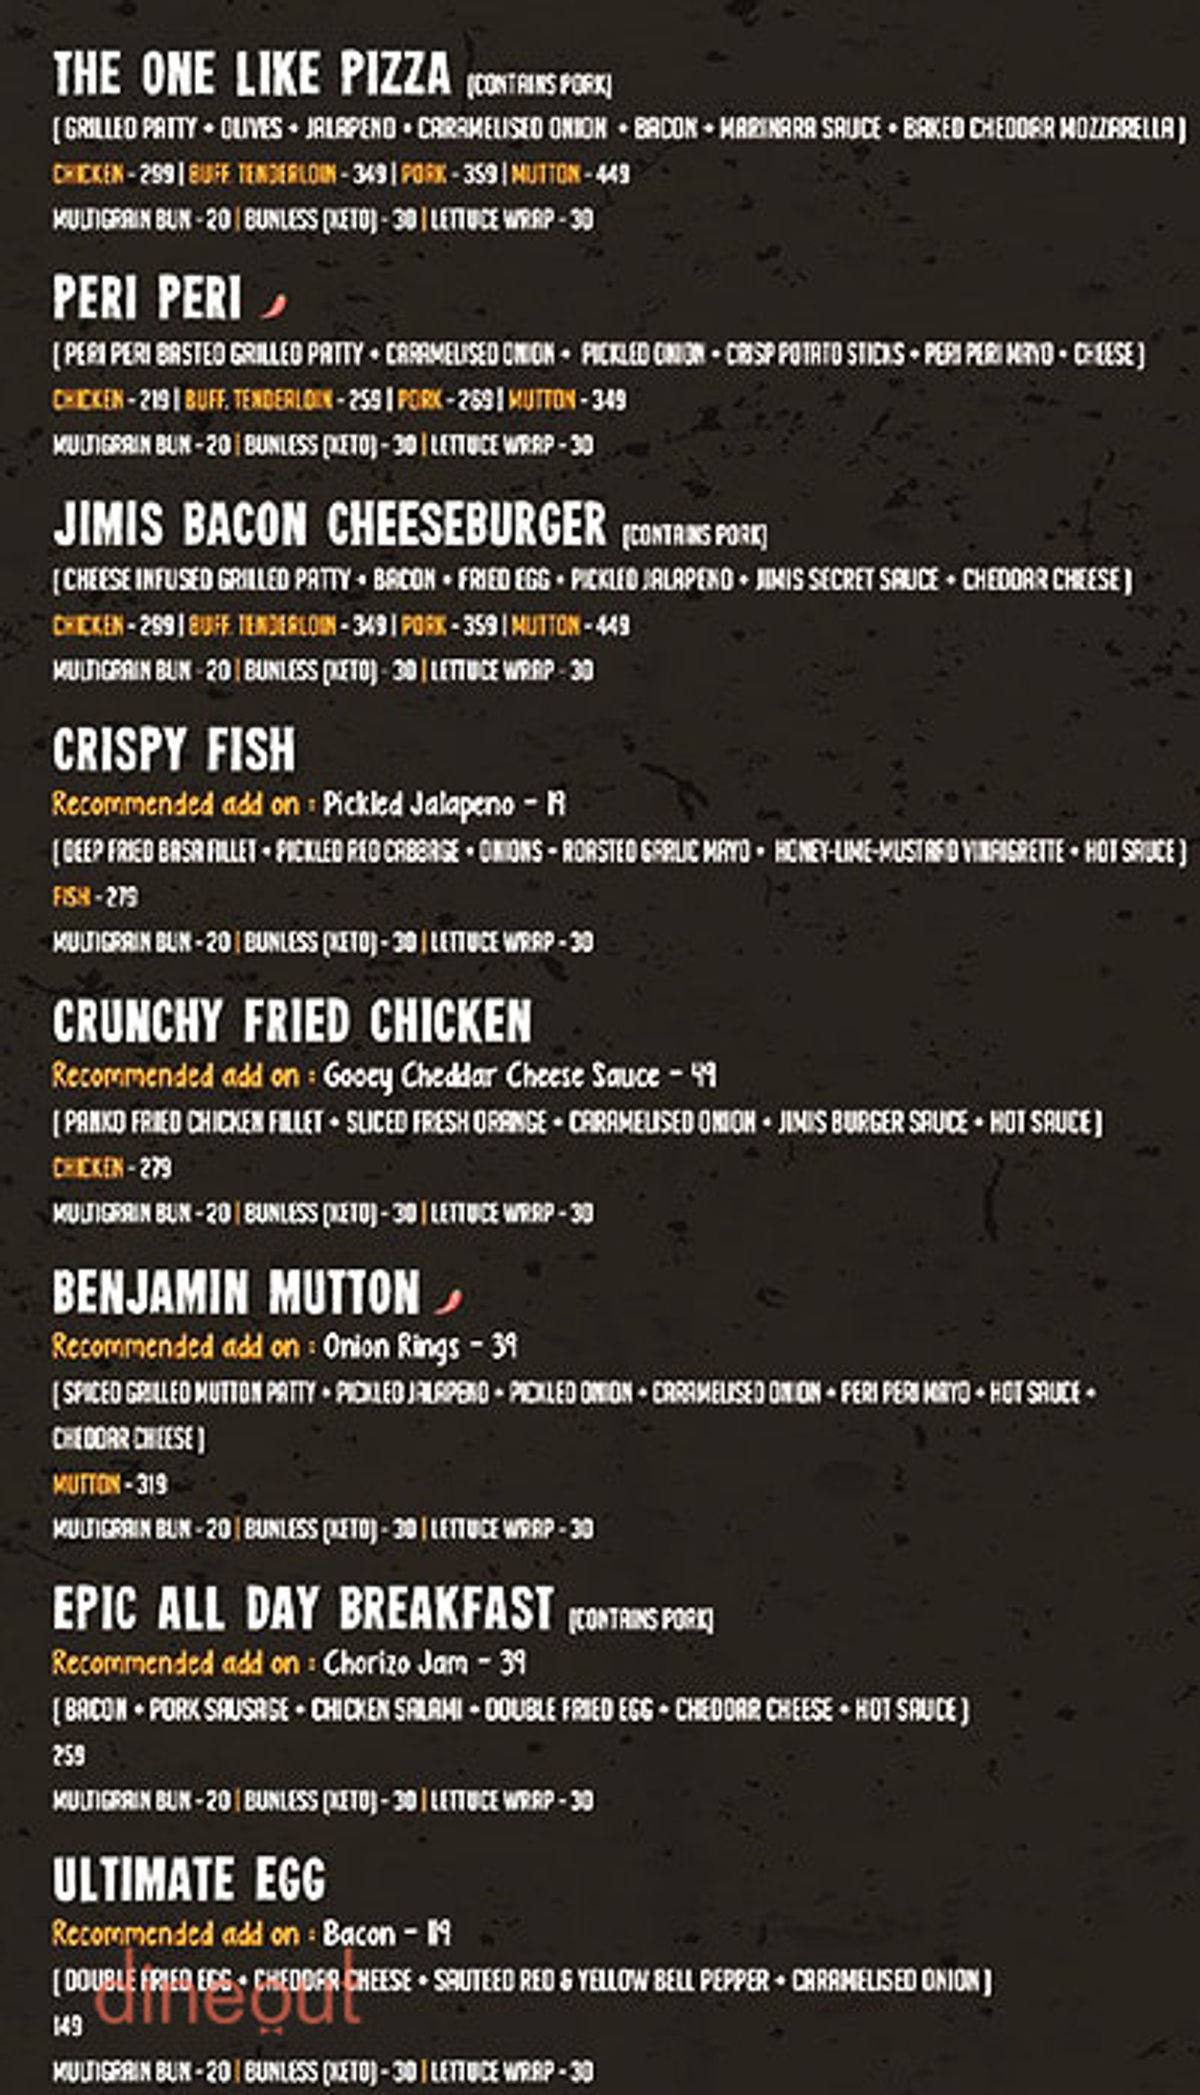 THE ONE LIKE PIZZA (CONTAINS PORK)
( GRILLED PATTY • OLIVES • JALAPENO • CARAMELISED ONION • BACON • MARINARA SAUCE • BAKED CHEDDAR MOZZARELLA )
CHICKEN - 299 | BUFF. TENDERLOIN - 349 | PORK - 359 | MUTTON - 449
MULTIGRAIN BUN - 20 | BUNLESS (KETO) - 30 | LETTUCE WRAP - 30
PERI PERI
( PERI PERI BASTED GRILLED PATTY • CARAMELISED ONION • PICKLED ONION • CRISP POTATO STICKS • PERI PERI MAYO • CHEESE )
CHICKEN - 219 | BUFF. TENDERLOIN - 259 | PORK - 269 | MUTTON - 349
MULTIGRAIN BUN - 20 | BUNLESS (KETO) - 30 | LETTUCE WRAP - 30
JIMIS BACON CHEESEBURGER (CONTAINS PORK)
( CHEESE INFUSED GRILLED PATTY • BACON • FRIED EGG • PICKLED JALAPENO • JIMIS SECRET SAUCE • CHEDDAR CHEESE )
CHICKEN - 299 | BUFF. TENDERLOIN - 349 | PORK - 359 | MUTTON - 449
MULTIGRAIN BUN - 20 | BUNLESS (KETO) - 30 | LETTUCE WRAP - 30
CRISPY FISH
Recommended add on : Pickled Jalapeno - 19
( DEEP FRIED BASA FILLET • PICKLED RED CABBAGE • ONIONS - ROASTED GARLIC MAYO • HONEY-LIME-MUSTARD VINAIGRETTE • HOT SAUCE )
FISH - 279
MULTIGRAIN BUN - 20 | BUNLESS (KETO) - 30 | LETTUCE WRAP - 30
CRUNCHY FRIED CHICKEN
Recommended add on : Gooey Cheddar Cheese Sauce - 49
( PANKO FRIED CHICKEN FILLET • SLICED FRESH ORANGE • CARAMELISED ONION • JIMIS BURGER SAUCE • HOT SAUCE )
CHICKEN - 279
MULTIGRAIN BUN - 20 | BUNLESS (KETO) - 30 | LETTUCE WRAP - 30
BENJAMIN MUTTON
Recommended add on : Onion Rings - 39
( SPICED GRILLED MUTTON PATTY • PICKLED JALAPENO • PICKLED ONION • CARAMELISED ONION • PERI PERI MAYO • HOT SAUCE •
CHEDDAR CHEESE )
MUTTON - 319
MULTIGRAIN BUN - 20 | BUNLESS (KETO) - 30 | LETTUCE WRAP - 30
EPIC ALL DAY BREAKFAST (CONTAINS PORK)
Recommended add on : Chorizo Jam - 39
( BACON • PORK SAUSAGE • CHICKEN SALAMI • DOUBLE FRIED EGG • CHEDDAR CHEESE • HOT SAUCE )
259
MULTIGRAIN BUN - 20 | BUNLESS (KETO) - 30 | LETTUCE WRAP - 30
ULTIMATE EGG
Recommended add on : Bacon - 119
( DOUBLE FRIED EGG • CHEDDAR CHEESE • SAUTEED RED & YELLOW BELL PEPPER • CARAMELISED ONION )
dineout
149
MULTIGRAIN BUN - 20 | BUNLESS (KETO) - 30 | LETTUCE WRAP - 30